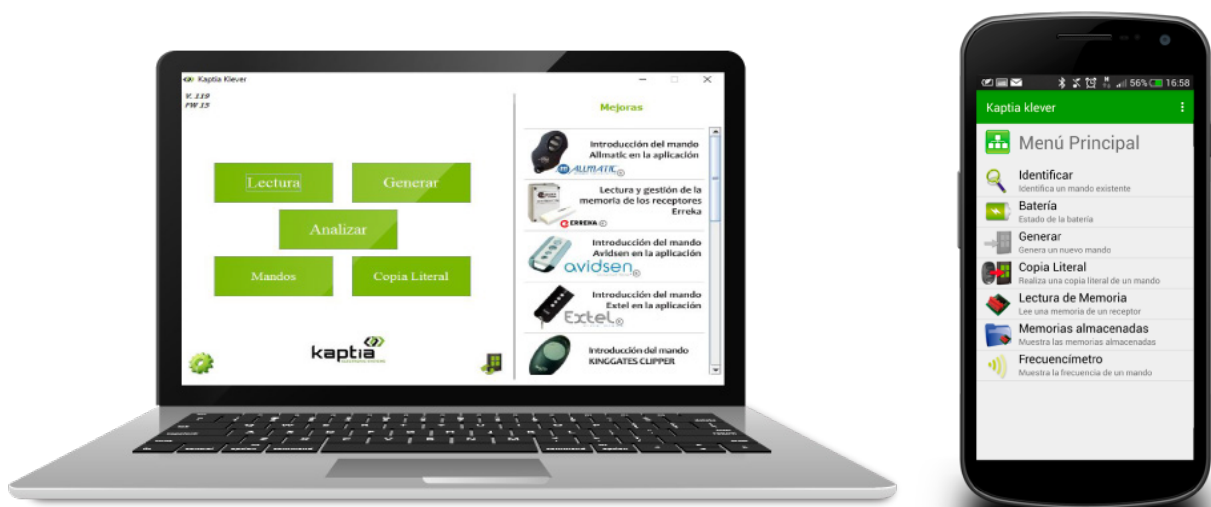 Kaptia Klever
V. 119
FW 15
Lectura
Generar
Analizar
Mandos
Copia Literal
kaptia
Mejoras
Introducción del mando
Allmatic en la aplicación
ALLMATIC
Lectura y gestión de la
memoria de los receptores
Erreka
ERREKA
Introducción del mando
Avidsen en la aplicación
avidsen
Introducción del mando
Extel en la aplicación
Extel
Introducción del mando
KINGGATES CLIPPER
56% 16:58
Kaptia klever
Menú Principal
Identificar
Identifica un mando existente
Batería
Estado de la batería
Generar
Genera un nuevo mando
Copia Literal
Realiza una copia literal de un mando
Lectura de Memoria
Lee una memoria de un receptor
Memorias almacenadas
Muestra las memorias almacenadas
Frecuencímetro
Muestra la frecuencia de un mando